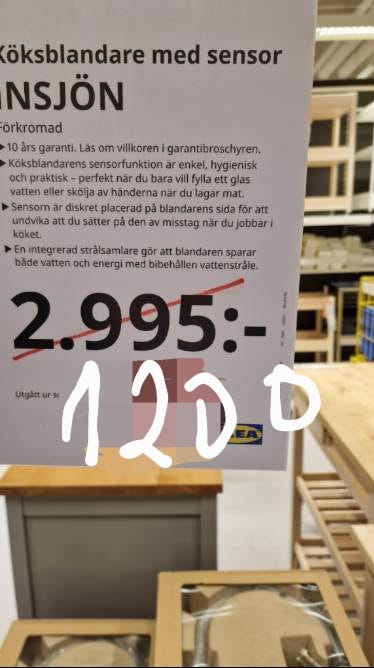 Köksblandare med sensor
INSJÖN
Förkromad
▶ 10 års garanti. Läs om villkoren i garantibroschyren.
▶ Köksblandarens sensorfunktion är enkel, hygienisk
och praktisk – perfekt när du bara vill fylla ett glas
vatten eller skölja av händerna när du lagar mat.
▶ Sensorn är diskret placerad på blandarens sida för att
undvika att du sätter på den av misstag när du jobbar i
köket.
▶ En integrerad strålsamlare gör att blandaren sparar
både vatten och energi med bibehållen vattenstråle.
2.995:-
Utgått ur
1200
IKEA